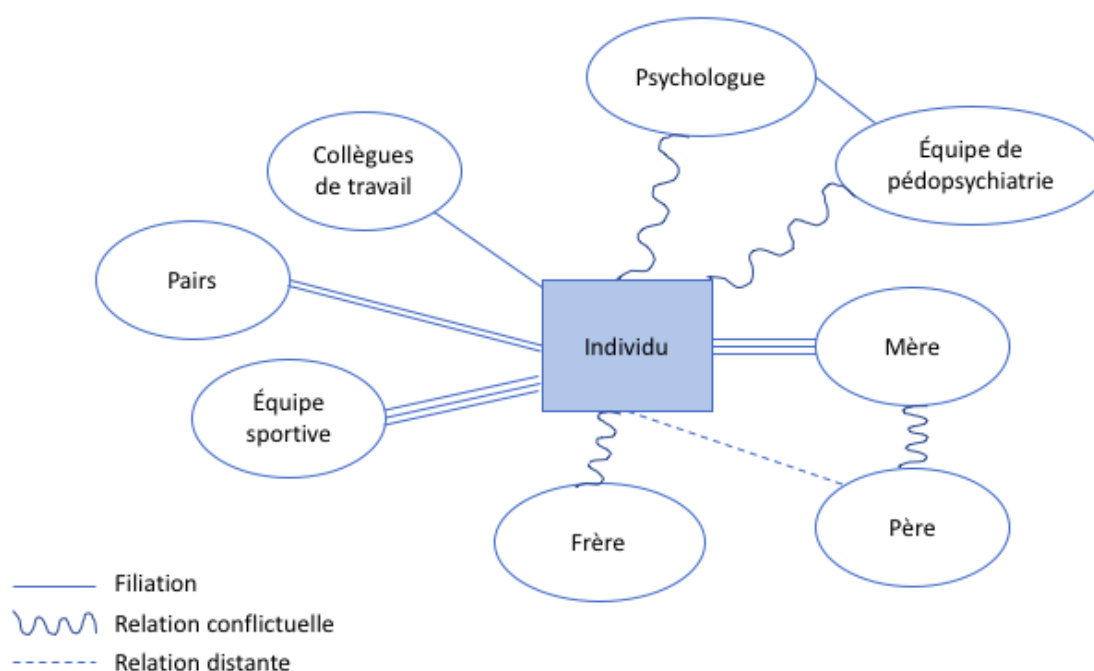 Psychologue
Collègues
de travail
Équipe de
pédopsychiatrie
Pairs
Individu
Mère
Équipe
sportive
Frère
Père
Filiation
Relation conflictuelle
Relation distante